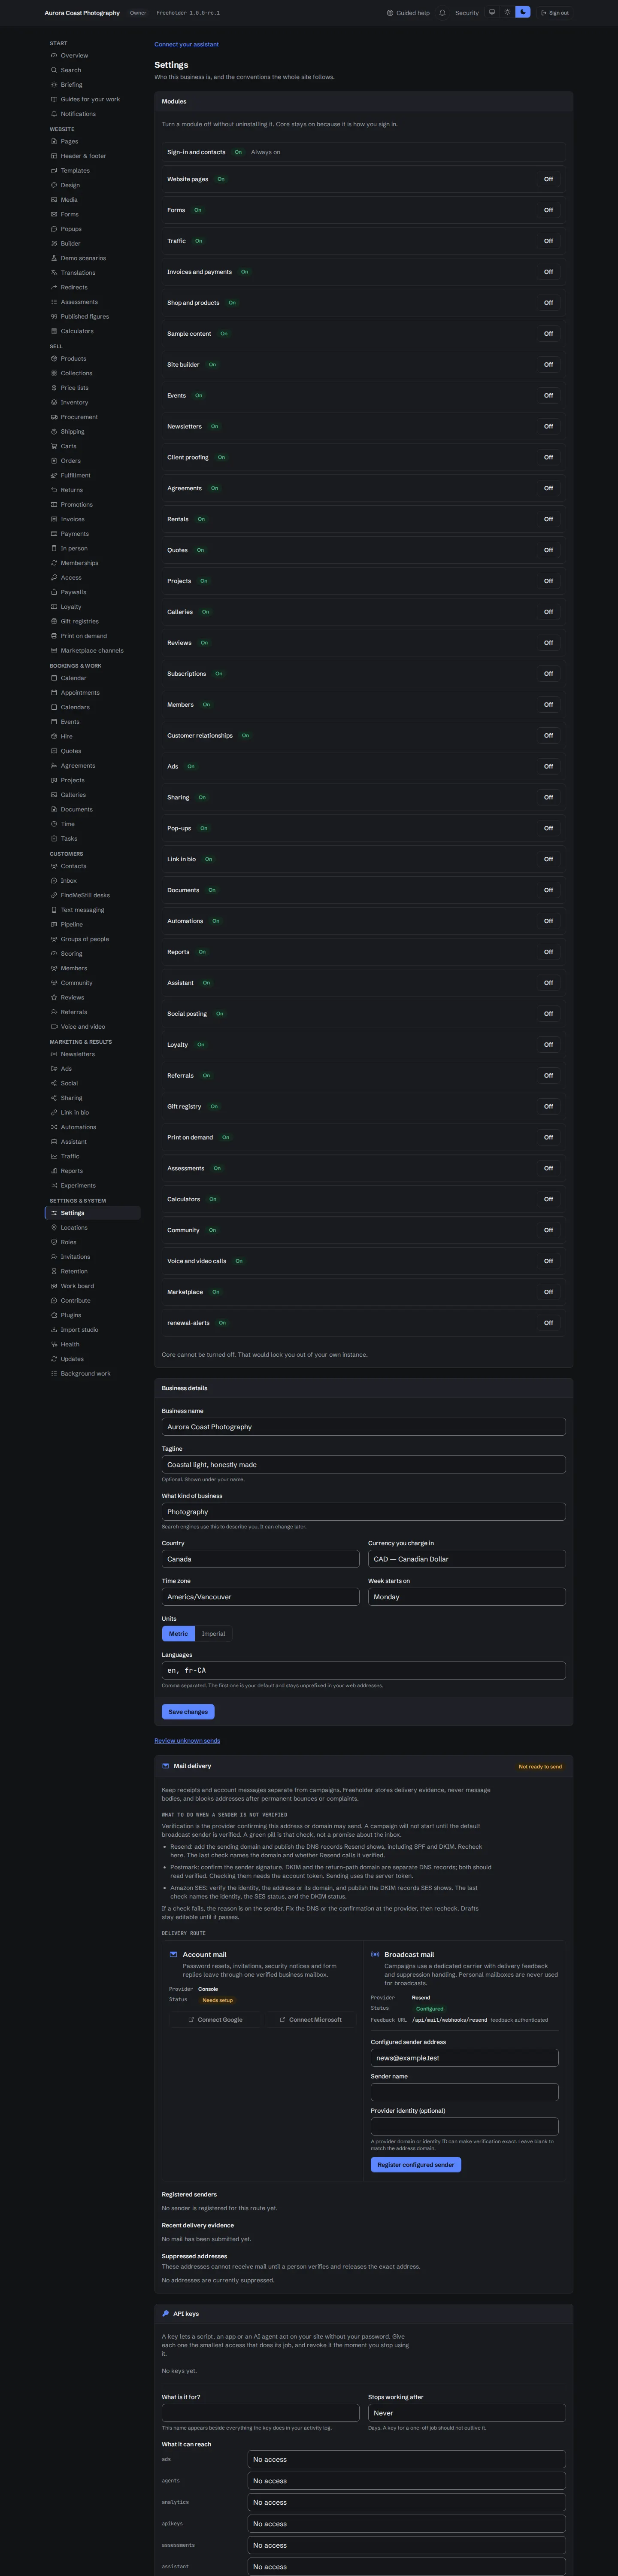 Aurora Coast Photography Owner Freeholder 1.0.0-rc.1 Guided help Security Sign out
START
Overview
Search
Briefing
Guides for your work
Notifications
WEBSITE
Pages
Header & footer
Templates
Design
Media
Forms
Popups
Builder
Demo scenarios
Translations
Redirects
Assessments
Published figures
Calculators
SELL
Products
Collections
Price lists
Inventory
Procurement
Shipping
Carts
Orders
Fulfillment
Returns
Promotions
Invoices
Payments
In person
Memberships
Access
Paywalls
Loyalty
Gift registries
Print on demand
Marketplace channels
BOOKINGS & WORK
Calendar
Appointments
Calendars
Events
Hire
Quotes
Agreements
Projects
Galleries
Documents
Time
Tasks
CUSTOMERS
Contacts
Inbox
FindMeStill desks
Text messaging
Pipeline
Groups of people
Scoring
Members
Community
Reviews
Referrals
Voice and video
MARKETING & RESULTS
Newsletters
Ads
Social
Sharing
Link in bio
Automations
Assistant
Traffic
Reports
Experiments
SETTINGS & SYSTEM
Settings
Locations
Roles
Invitations
Retention
Work board
Contribute
Plugins
Import studio
Health
Updates
Background work
Connect your assistant
Settings
Who this business is, and the conventions the whole site follows.
Modules
Turn a module off without uninstalling it. Core stays on because it is how you sign in.
Sign-in and contacts On Always on
Website pages On Off
Forms On Off
Traffic On Off
Invoices and payments On Off
Shop and products On Off
Sample content On Off
Site builder On Off
Events On Off
Newsletters On Off
Client proofing On Off
Agreements On Off
Rentals On Off
Quotes On Off
Projects On Off
Galleries On Off
Reviews On Off
Subscriptions On Off
Members On Off
Customer relationships On Off
Ads On Off
Sharing On Off
Pop-ups On Off
Link in bio On Off
Documents On Off
Automations On Off
Reports On Off
Assistant On Off
Social posting On Off
Loyalty On Off
Referrals On Off
Gift registry On Off
Print on demand On Off
Assessments On Off
Calculators On Off
Community On Off
Voice and video calls On Off
Marketplace On Off
renewal-alerts On Off
Core cannot be turned off. That would lock you out of your own instance.
Business details
Business name
Aurora Coast Photography
Tagline
Coastal light, honestly made
Optional. Shown under your name.
What kind of business
Photography
Search engines use this to describe you. It can change later.
Country Currency you charge in
Canada CAD — Canadian Dollar
Time zone Week starts on
America/Vancouver Monday
Units
Metric Imperial
Languages
en, fr-CA
Comma separated. The first one is your default and stays unprefixed in your web addresses.
Save changes
Review unknown sends
Mail delivery Not ready to send
Keep receipts and account messages separate from campaigns. Freeholder stores delivery evidence, never message
bodies, and blocks addresses after permanent bounces or complaints.
WHAT TO DO WHEN A SENDER IS NOT VERIFIED
Verification is the provider confirming this address or domain may send. A campaign will not start until the default
broadcast sender is verified. A green pill is that check, not a promise about the inbox.
• Resend: add the sending domain and publish the DNS records Resend shows, including SPF and DKIM. Recheck
here. The last check names the domain and whether Resend calls it verified.
• Postmark: confirm the sender signature. DKIM and the return-path domain are separate DNS records; both should
read verified. Checking them needs the account token. Sending uses the server token.
• Amazon SES: verify the identity, the address or its domain, and publish the DKIM records SES shows. The last
check names the identity, the SES status, and the DKIM status.
If a check fails, the reason is on the sender. Fix the DNS or the confirmation at the provider, then recheck. Drafts
stay editable until it passes.
DELIVERY ROUTE
Account mail
Password resets, invitations, security notices and form
replies leave through one verified business mailbox.
Provider Console
Status Needs setup
Connect Google Connect Microsoft
Broadcast mail
Campaigns use a dedicated carrier with delivery feedback
and suppression handling. Personal mailboxes are never used
for broadcasts.
Provider Resend
Status Configured
Feedback URL /api/mail/webhooks/resend feedback authenticated
Configured sender address
news@example.test
Sender name
Provider identity (optional)
A provider domain or identity ID can make verification exact. Leave blank to
match the address domain.
Register configured sender
Registered senders
No sender is registered for this route yet.
Recent delivery evidence
No mail has been submitted yet.
Suppressed addresses
These addresses cannot receive mail until a person verifies and releases the exact address.
No addresses are currently suppressed.
API keys
A key lets a script, an app or an AI agent act on your site without your password. Give
each one the smallest access that does its job, and revoke it the moment you stop using
it.
No keys yet.
What is it for? Stops working after
Never
This name appears beside everything the key does in your activity log. Days. A key for a one-off job should not outlive it.
What it can reach
ads No access
agents No access
analytics No access
apikeys No access
assessments No access
assistant No access